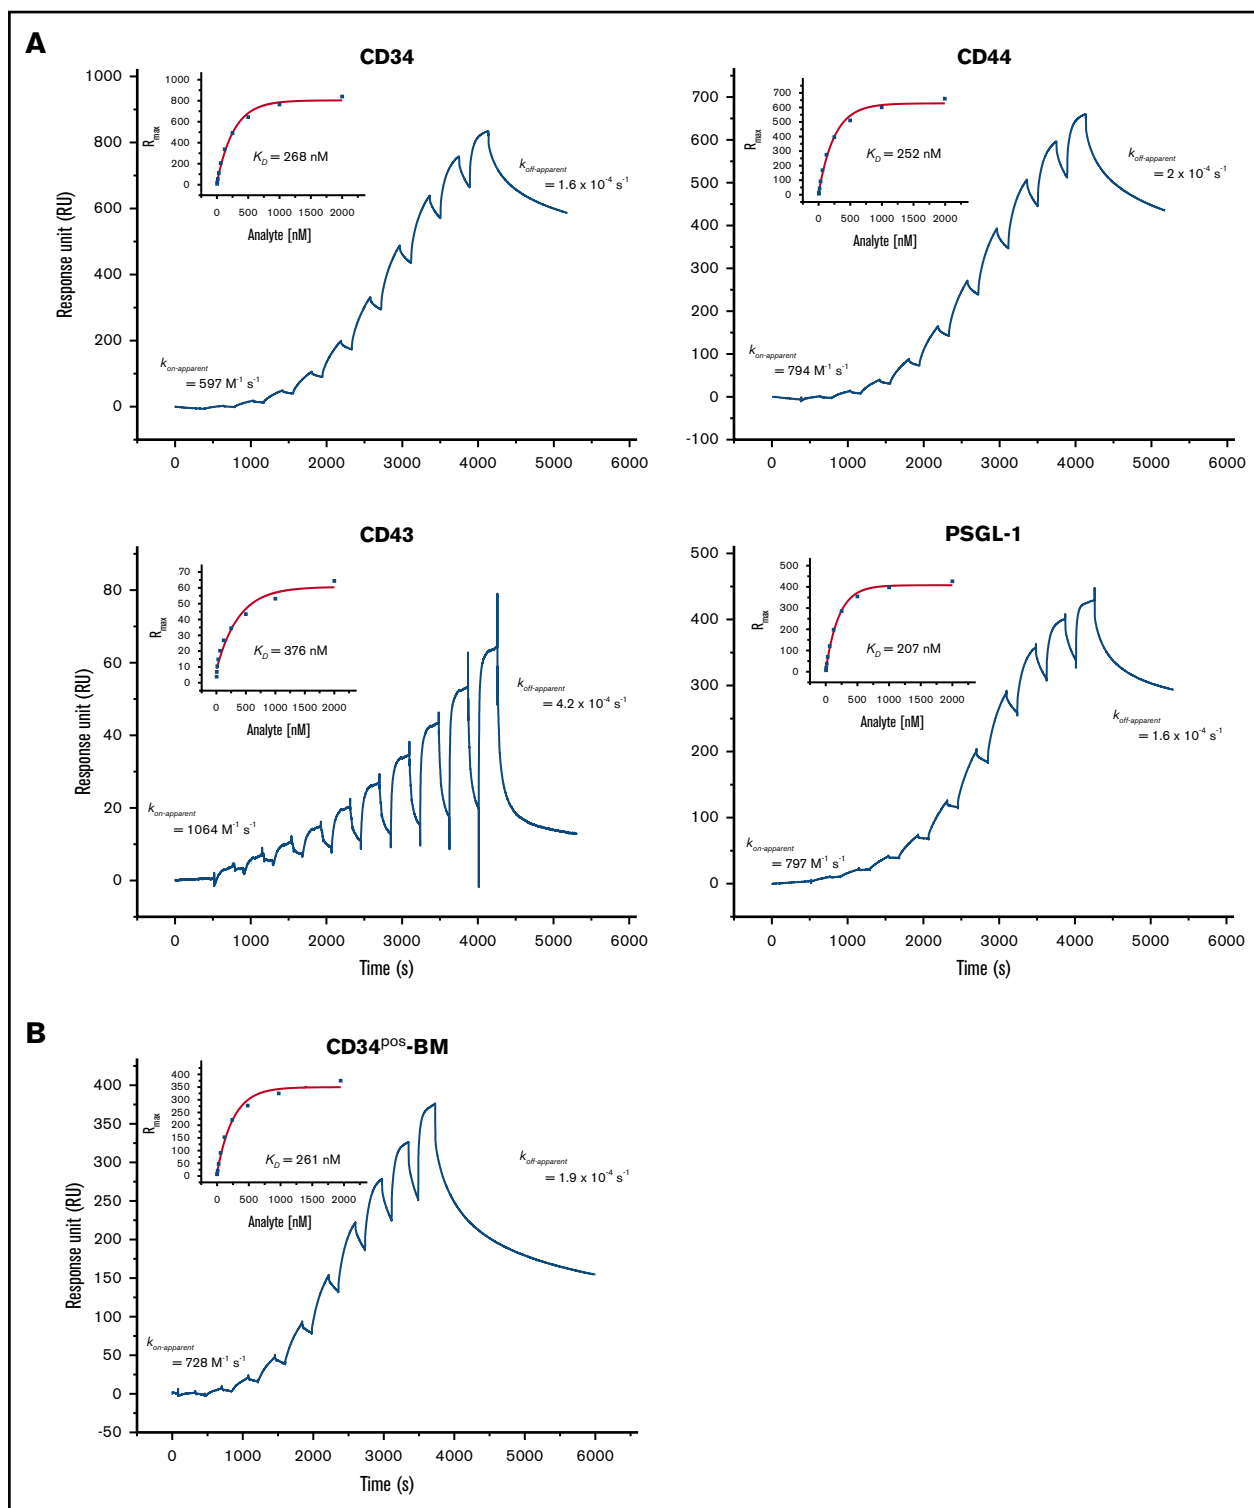 A
CD34
1000
800
600
400
200
0
Response unit (RU)
0 1000 2000 3000 4000 5000 6000
R_max
1000
800
600
400
200
0
0 500 1000 1500 2000
Analyte [nM]
K_D = 268 nM
k_off-apparent
= 1.6 x 10⁻⁴ s⁻¹
k_on-apparent
= 597 M⁻¹ s⁻¹
CD44
700
600
500
400
300
200
100
0
-100
0 1000 2000 3000 4000 5000 6000
R_max
700
600
500
400
300
200
100
0
0 500 1000 1500 2000
Analyte [nM]
K_D = 252 nM
k_off-apparent
= 2 x 10⁻⁴ s⁻¹
k_on-apparent
= 794 M⁻¹ s⁻¹
CD43
80
60
40
20
0
Response unit (RU)
0 1000 2000 3000 4000 5000 6000
Time (s)
R_max
70
60
50
40
30
20
10
0
0 500 1000 1500 2000
Analyte [nM]
K_D = 376 nM
k_off-apparent
= 4.2 x 10⁻⁴ s⁻¹
k_on-apparent
= 1064 M⁻¹ s⁻¹
PSGL-1
500
400
300
200
100
0
0 1000 2000 3000 4000 5000 6000
Time (s)
R_max
500
400
300
200
100
0
0 500 1000 1500 2000
Analyte [nM]
K_D = 207 nM
k_off-apparent
= 1.6 x 10⁻⁴ s⁻¹
k_on-apparent
= 797 M⁻¹ s⁻¹
B
CD34ᵖᵒˢ-BM
400
350
300
250
200
150
100
50
0
-50
Response unit (RU)
0 1000 2000 3000 4000 5000 6000
Time (s)
R_max
400
350
300
250
200
150
100
50
0
0 500 1000 1500 2000
Analyte [nM]
K_D = 261 nM
k_off-apparent
= 1.9 x 10⁻⁴ s⁻¹
k_on-apparent
= 728 M⁻¹ s⁻¹